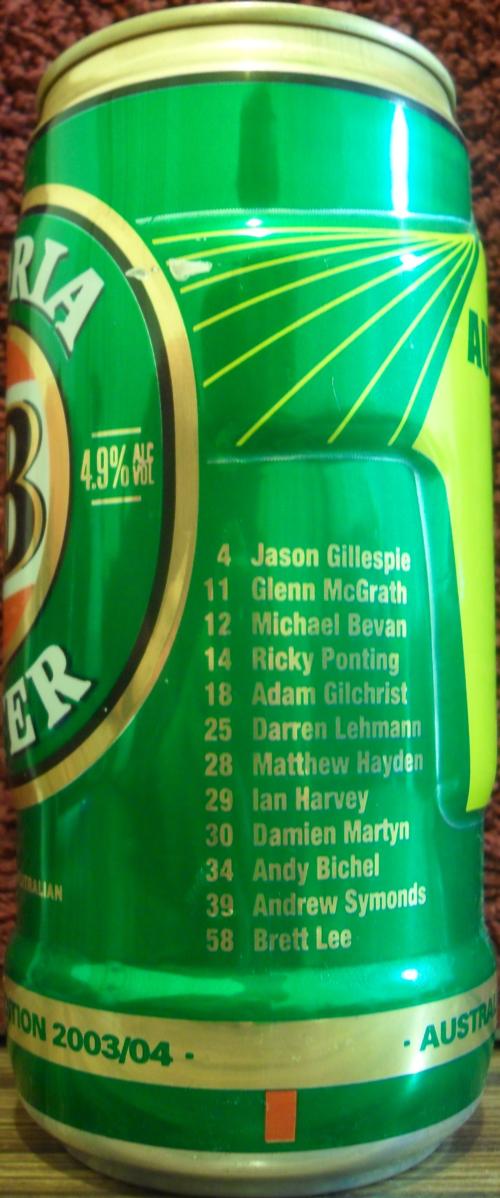 RIA
B
4.9% ALC VOL
ER
4 Jason Gillespie
11 Glenn McGrath
12 Michael Bevan
14 Ricky Ponting
18 Adam Gilchrist
25 Darren Lehmann
28 Matthew Hayden
29 Ian Harvey
30 Damien Martyn
34 Andy Bichel
39 Andrew Symonds
58 Brett Lee
TRALIAN
TION 2003/04 · · AUSTRA
AU